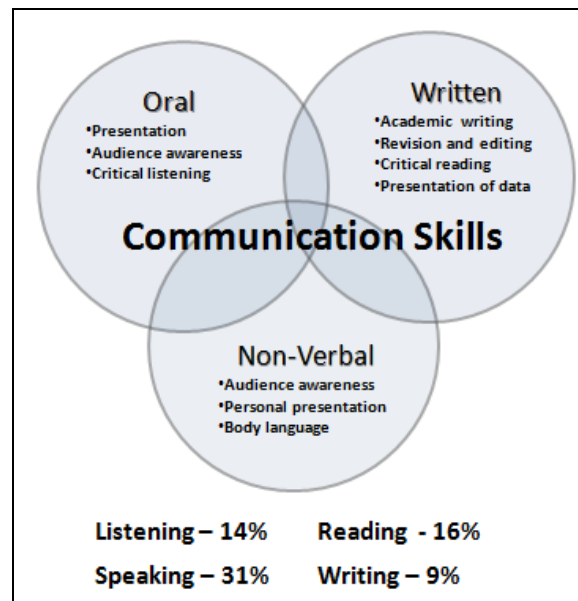 Oral
•Presentation
•Audience awareness
•Critical listening
Written
•Academic writing
•Revision and editing
•Critical reading
•Presentation of data
Communication Skills
Non-Verbal
•Audience awareness
•Personal presentation
•Body language
Listening – 14% Reading - 16%
Speaking – 31% Writing – 9%